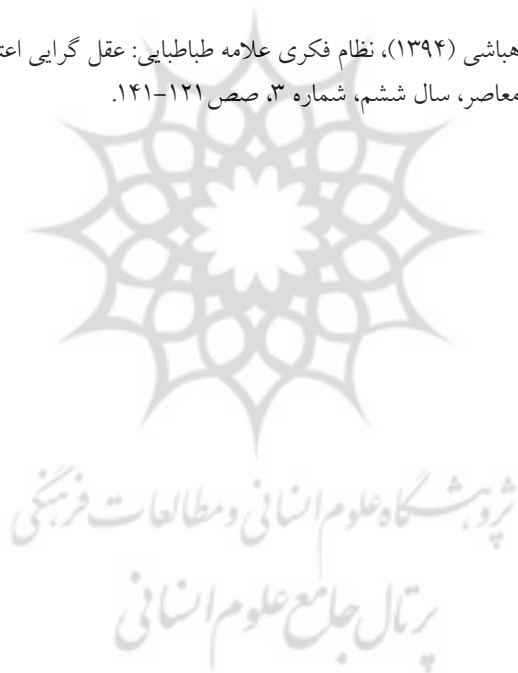 هباشی (۱۳۹۴)، نظام فکری علامه طباطبایی: عقل گرایی اعت
معاصر، سال ششم، شماره ۳، صص ۱۲۱-۱۴۱.
پژوهشگاه علوم انسانی و مطالعات فرهنگی
پرتال جامع علوم انسانی